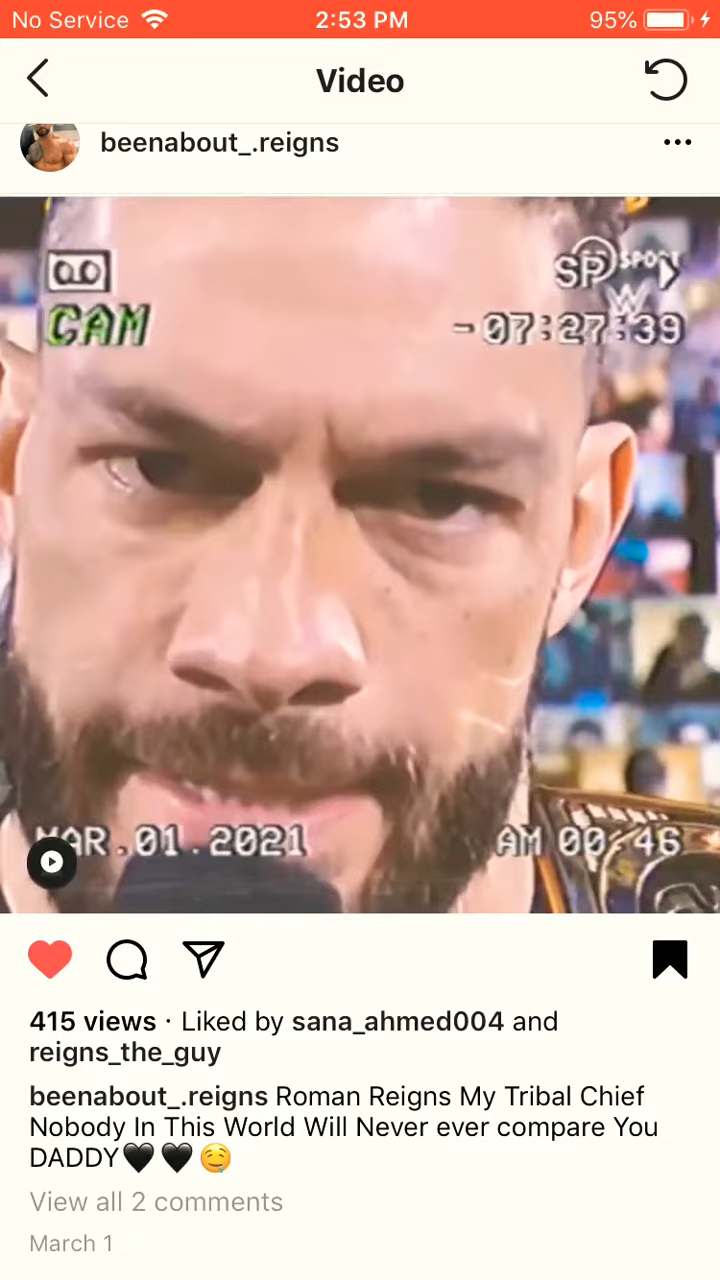 No Service 2:53 PM 95%
Video
beenabout_.reigns
SP SPORT
W
CAM -07:27:39
MAR.01.2021 AM 00:46
415 views · Liked by sana_ahmed004 and
reigns_the_guy
beenabout_.reigns Roman Reigns My Tribal Chief
Nobody In This World Will Never ever compare You
DADDY🖤🖤🤤
View all 2 comments
March 1